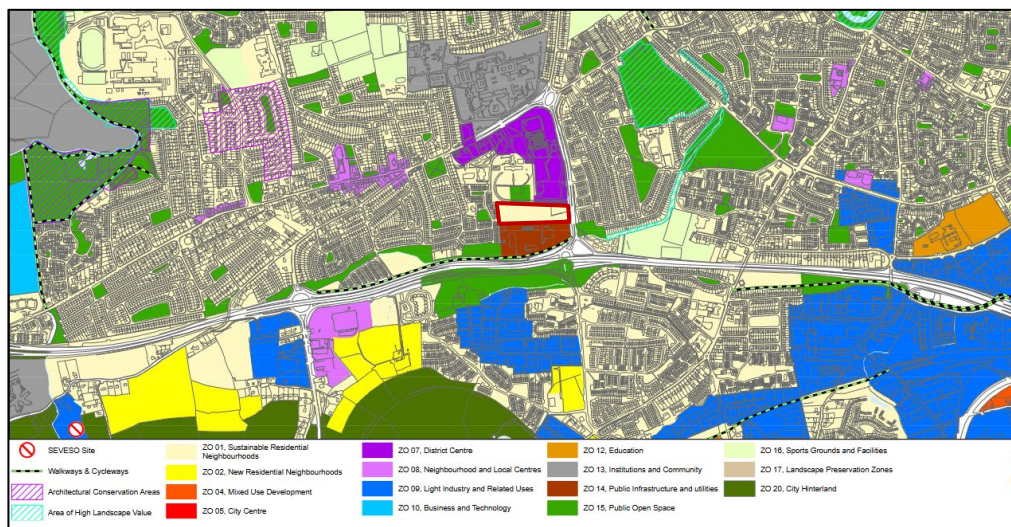 SEVESO Site
Walkways & Cycleways
Architectural Conservation Areas
Area of High Landscape Value
ZO 01, Sustainable Residential
Neighbourhoods
ZO 02, New Residential Neighbourhoods
ZO 04, Mixed Use Development
ZO 05, City Centre
ZO 07, District Centre
ZO 08, Neighbourhood and Local Centres
ZO 09, Light Industry and Related Uses
ZO 10, Business and Technology
ZO 12, Education
ZO 13, Institutions and Community
ZO 14, Public Infrastructure and utilities
ZO 15, Public Open Space
ZO 16, Sports Grounds and Facilities
ZO 17, Landscape Preservation Zones
ZO 20, City Hinterland